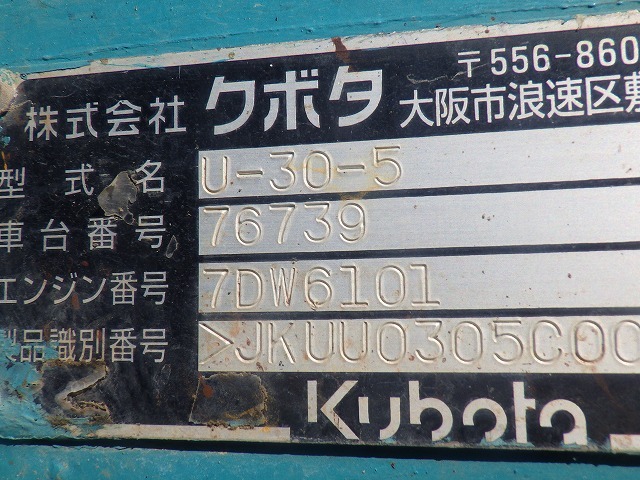 株式会社 クボタ 〒556-860
大阪市浪速区敷
型式名 U-30-5
車台番号 76739
エンジン番号 7DW6101
製品識別番号 >JKUU0305C00
Kubota